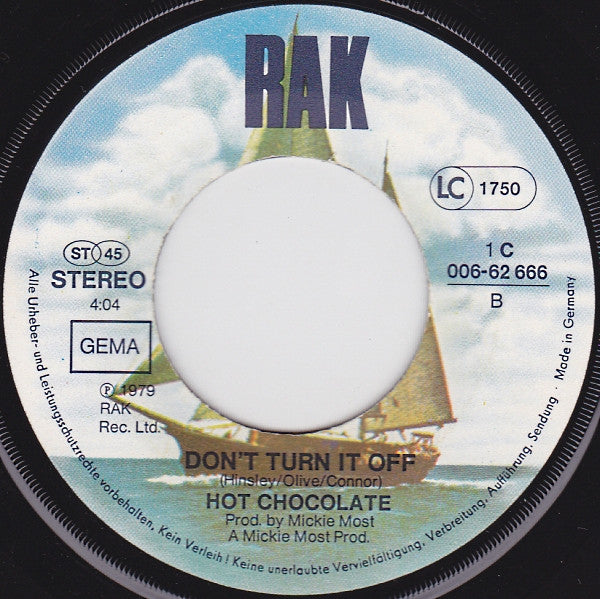 RAK
LC 1750
ST 45
STEREO
4:04
GEMA
℗ 1979
RAK
Rec. Ltd.
1 C
006-62 666
B
DON'T TURN IT OFF
(Hinsley/Olive/Connor)
HOT CHOCOLATE
Prod. by Mickie Most
A Mickie Most Prod.
Alle Urheber- und Leistungsschutzrechte vorbehalten. Kein Verleih! Keine unerlaubte Vervielfältigung, Verbreitung, Aufführung, Sendung · Made in Germany